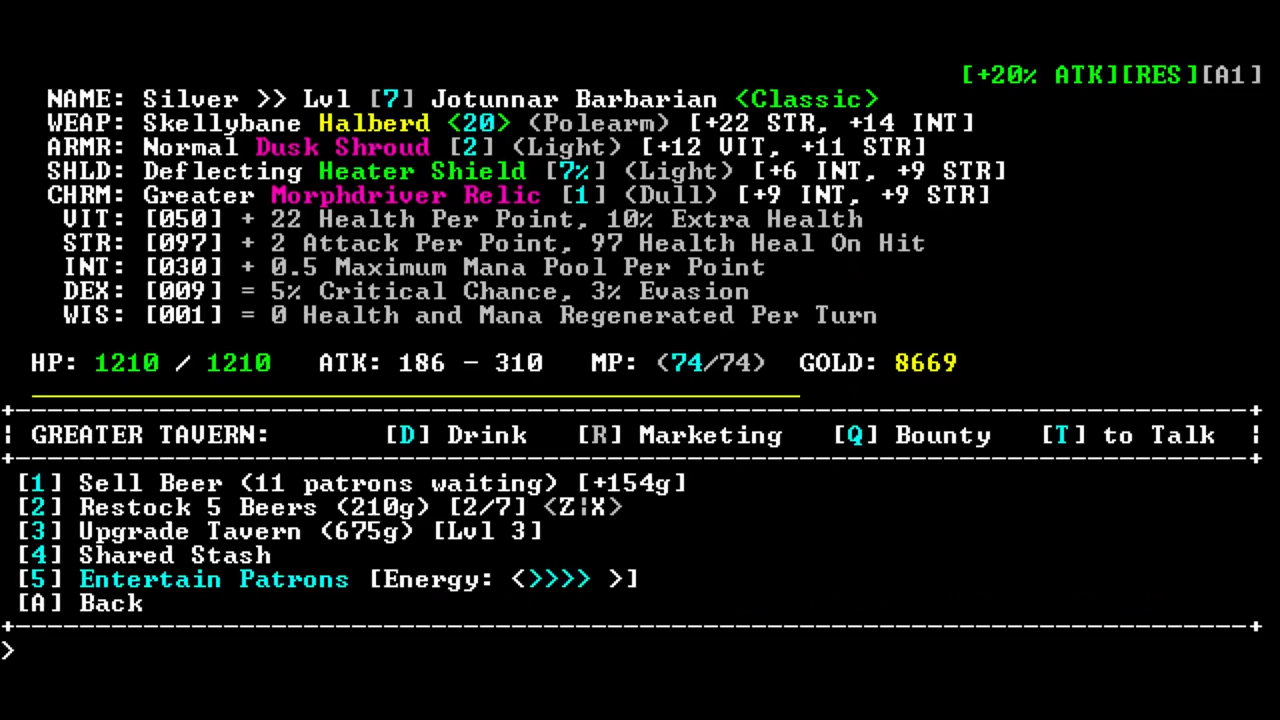 [+20% ATK][RES][A1]
NAME: Silver >> Lvl [7] Jotunnar Barbarian <Classic>
WEAP: Skellybane Halberd <20> (Polearm) [+22 STR, +14 INT]
ARMR: Normal Dusk Shroud [2] (Light) [+12 VIT, +11 STR]
SHLD: Deflecting Heater Shield [7%] (Light) [+6 INT, +9 STR]
CHRM: Greater Morphdriver Relic [1] (Dull) [+9 INT, +9 STR]
VIT: [050] + 22 Health Per Point, 10% Extra Health
STR: [097] + 2 Attack Per Point, 97 Health Heal On Hit
INT: [030] + 0.5 Maximum Mana Pool Per Point
DEX: [009] = 5% Critical Chance, 3% Evasion
WIS: [001] = 0 Health and Mana Regenerated Per Turn
HP: 1210 / 1210 ATK: 186 - 310 MP: (74/74) GOLD: 8669
GREATER TAVERN: [D] Drink [R] Marketing [Q] Bounty [T] to Talk
[1] Sell Beer (11 patrons waiting) [+154g]
[2] Restock 5 Beers (210g) [2/7] <Z¦X>
[3] Upgrade Tavern (675g) [Lvl 3]
[4] Shared Stash
[5] Entertain Patrons [Energy: <>>>> >]
[A] Back
>